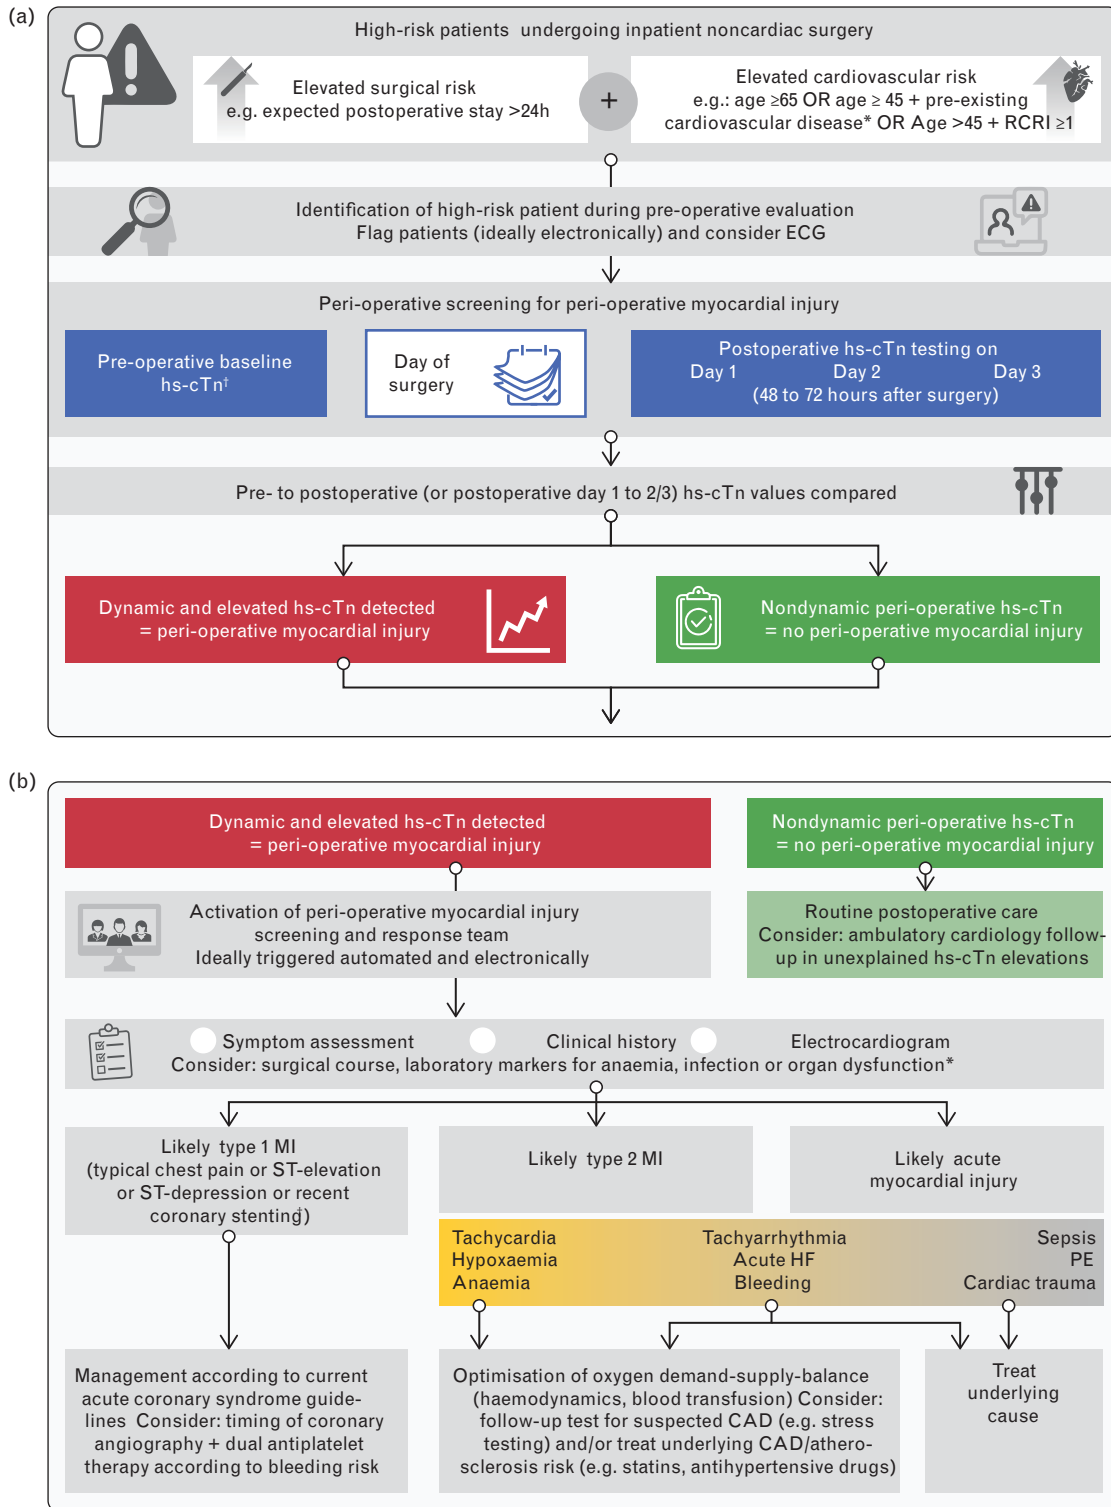 (a)
High-risk patients undergoing inpatient noncardiac surgery
Elevated surgical risk
e.g. expected postoperative stay >24h
+
Elevated cardiovascular risk
e.g.: age ≥65 OR age ≥ 45 + pre-existing
cardiovascular disease* OR Age >45 + RCRI ≥1
Identification of high-risk patient during pre-operative evaluation
Flag patients (ideally electronically) and consider ECG
Peri-operative screening for peri-operative myocardial injury
Pre-operative baseline
hs-cTn†
Day of
surgery
Postoperative hs-cTn testing on
Day 1 Day 2 Day 3
(48 to 72 hours after surgery)
Pre- to postoperative (or postoperative day 1 to 2/3) hs-cTn values compared
Dynamic and elevated hs-cTn detected
= peri-operative myocardial injury
Nondynamic peri-operative hs-cTn
= no peri-operative myocardial injury
(b)
Dynamic and elevated hs-cTn detected
= peri-operative myocardial injury
Nondynamic peri-operative hs-cTn
= no peri-operative myocardial injury
Activation of peri-operative myocardial injury
screening and response team
Ideally triggered automated and electronically
Routine postoperative care
Consider: ambulatory cardiology follow-
up in unexplained hs-cTn elevations
Symptom assessment Clinical history Electrocardiogram
Consider: surgical course, laboratory markers for anaemia, infection or organ dysfunction*
Likely type 1 MI
(typical chest pain or ST-elevation
or ST-depression or recent
coronary stenting‡)
Likely type 2 MI
Likely acute
myocardial injury
Tachycardia
Hypoxaemia
Anaemia
Tachyarrhythmia
Acute HF
Bleeding
Sepsis
PE
Cardiac trauma
Management according to current
acute coronary syndrome guide-
lines Consider: timing of coronary
angiography + dual antiplatelet
therapy according to bleeding risk
Optimisation of oxygen demand-supply-balance
(haemodynamics, blood transfusion) Consider:
follow-up test for suspected CAD (e.g. stress
testing) and/or treat underlying CAD/athero-
sclerosis risk (e.g. statins, antihypertensive drugs)
Treat
underlying
cause